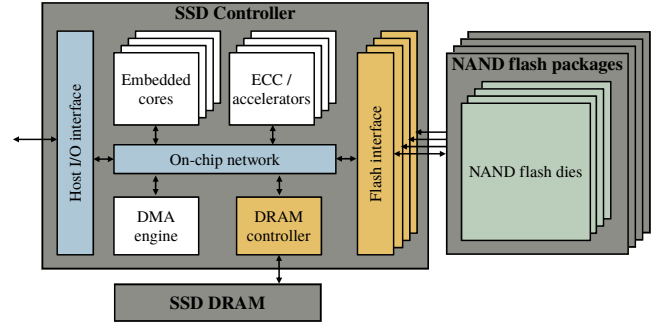 SSD Controller
Host I/O interface
Embedded
cores
ECC /
accelerators
On-chip network
DMA
engine
DRAM
controller
Flash interface
NAND flash packages
NAND flash dies
SSD DRAM